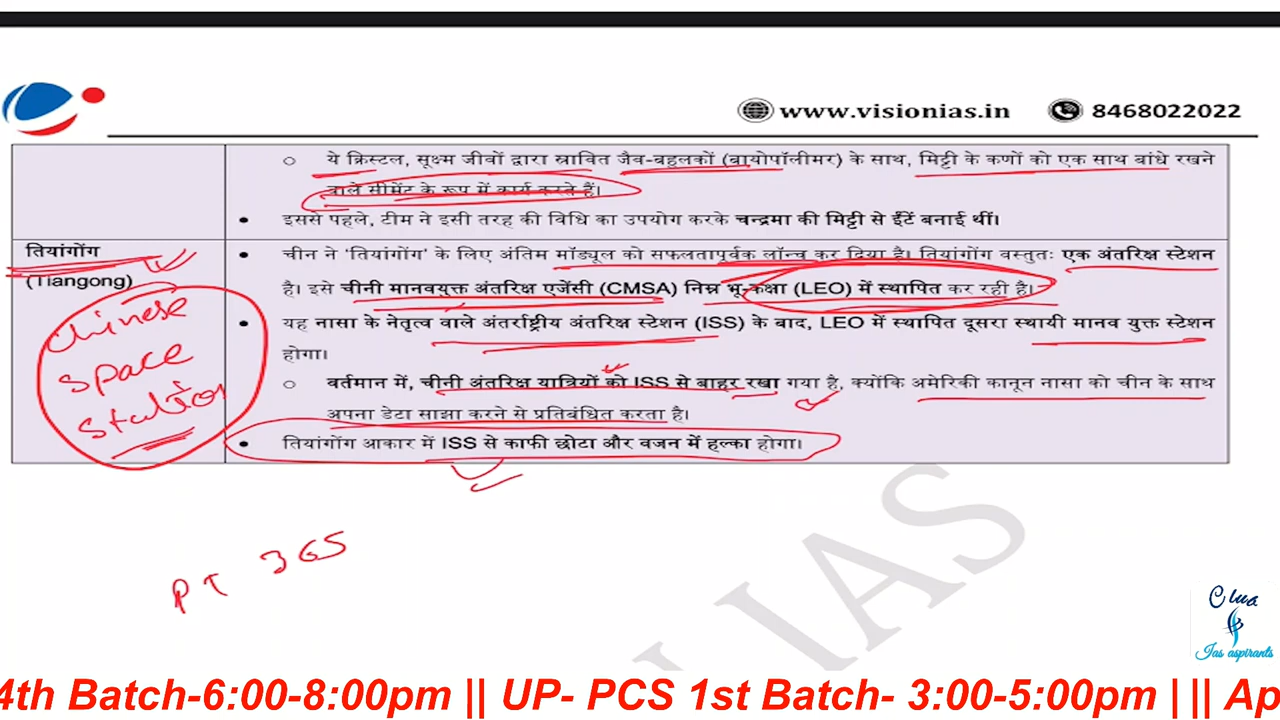 www.visionias.in 8468022022
○ ये क्रिस्टल, सूक्ष्म जीवों द्वारा स्रावित जैव-बहुलकों (बायोपॉलीमर) के साथ, मिट्टी के कणों को एक साथ बांधे रखने
वाले सीमेंट के रूप में कार्य करते हैं।
• इससे पहले, टीम ने इसी तरह की विधि का उपयोग करके चन्द्रमा की मिट्टी से ईंटें बनाई थीं।
तियांगोंग
(Tiangong)
• चीन ने 'तियांगोंग' के लिए अंतिम मॉड्यूल को सफलतापूर्वक लॉन्च कर दिया है। तियांगोंग वस्तुतः एक अंतरिक्ष स्टेशन
है। इसे चीनी मानवयुक्त अंतरिक्ष एजेंसी (CMSA) निम्न भू-कक्षा (LEO) में स्थापित कर रही है।
• यह नासा के नेतृत्व वाले अंतर्राष्ट्रीय अंतरिक्ष स्टेशन (ISS) के बाद, LEO में स्थापित दूसरा स्थायी मानव युक्त स्टेशन
होगा।
○ वर्तमान में, चीनी अंतरिक्ष यात्रियों को ISS से बाहर रखा गया है, क्योंकि अमेरिकी कानून नासा को चीन के साथ
अपना डेटा साझा करने से प्रतिबंधित करता है।
• तियांगोंग आकार में ISS से काफी छोटा और वजन में हल्का होगा।
Chinese
Space
Station
PT 365
N IAS
Clue
Ias aspirants
4th Batch-6:00-8:00pm || UP- PCS 1st Batch- 3:00-5:00pm | || Ap